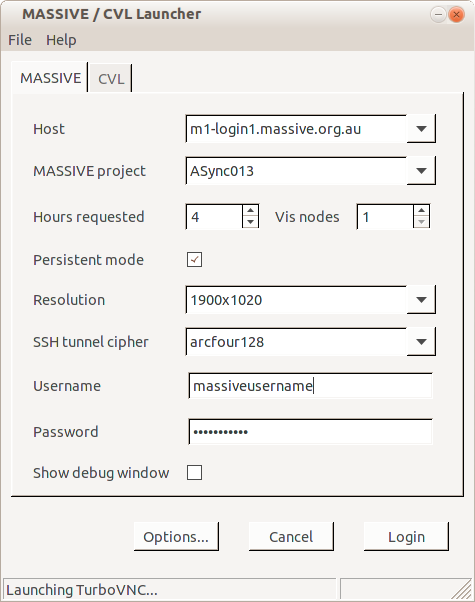 MASSIVE / CVL Launcher
File Help
MASSIVE CVL
Host m1-login1.massive.org.au
MASSIVE project ASync013
Hours requested 4 Vis nodes 1
Persistent mode
Resolution 1900x1020
SSH tunnel cipher arcfour128
Username massiveusername
Password •••••••••••
Show debug window
Options... Cancel Login
Launching TurboVNC...